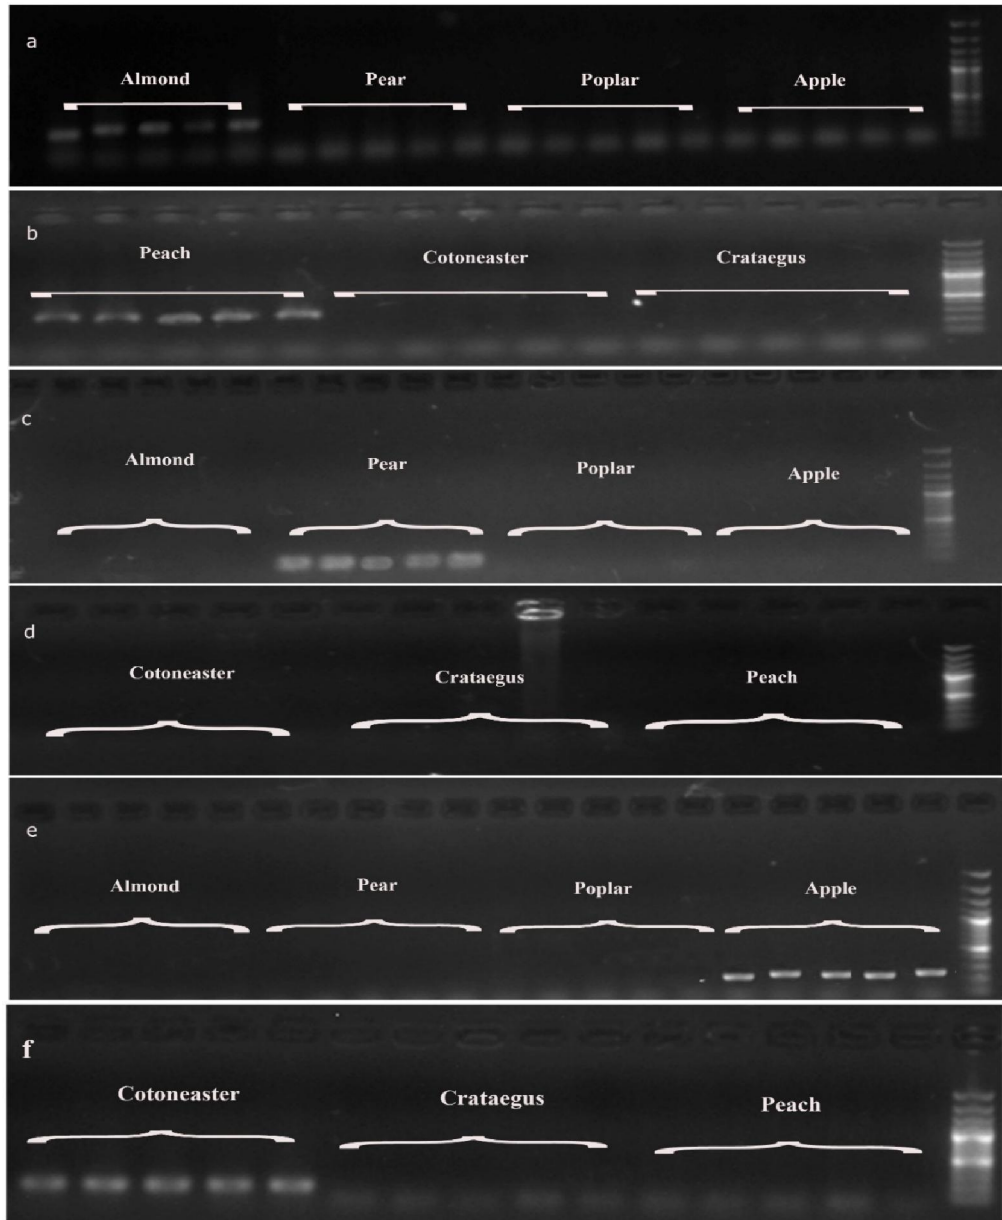 a
Almond Pear Poplar Apple
b
Peach Cotoneaster Crataegus
c
Almond Pear Poplar Apple
d
Cotoneaster Crataegus Peach
e
Almond Pear Poplar Apple
f
Cotoneaster Crataegus Peach